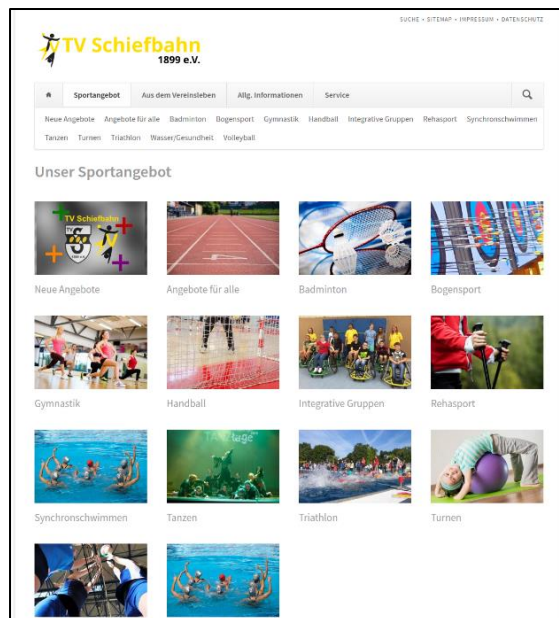 SUCHE • SITEMAP • IMPRESSUM • DATENSCHUTZ
TV Schiefbahn
1899 e.V.
Sportangebot Aus dem Vereinsleben Allg. Informationen Service
Neue Angebote Angebote für alle Badminton Bogensport Gymnastik Handball Integrative Gruppen Rehasport Synchronschwimmen
Tanzen Turnen Triathlon Wasser/Gesundheit Volleyball
Unser Sportangebot
TV Schiefbahn
Neue Angebote Angebote für alle Badminton Bogensport
Gymnastik Handball Integrative Gruppen Rehasport
Synchronschwimmen Tanzen Triathlon Turnen